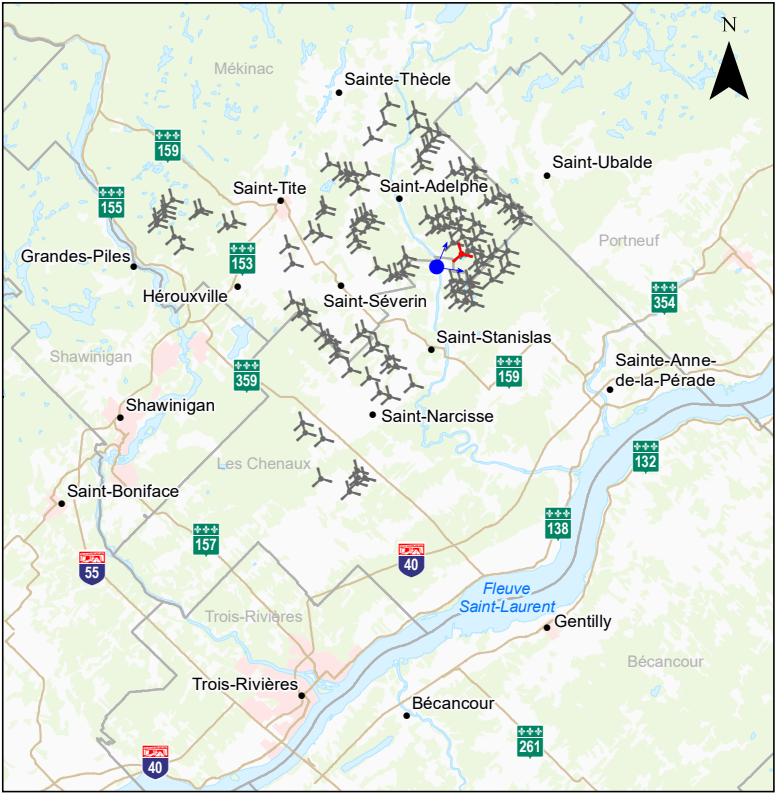 N
Mékinac
Sainte-Thècle
159
Saint-Ubalde
Saint-Tite
Saint-Adelphe
155
Portneuf
Grandes-Piles
153
Hérouxville
Saint-Séverin
354
Saint-Stanislas
Shawinigan
359
159
Sainte-Anne-
de-la-Pérade
Shawinigan
Saint-Narcisse
Les Chenaux
132
Saint-Boniface
138
157
40
55
Fleuve
Saint-Laurent
Trois-Rivières
Gentilly
Bécancour
Trois-Rivières
Bécancour
261
40